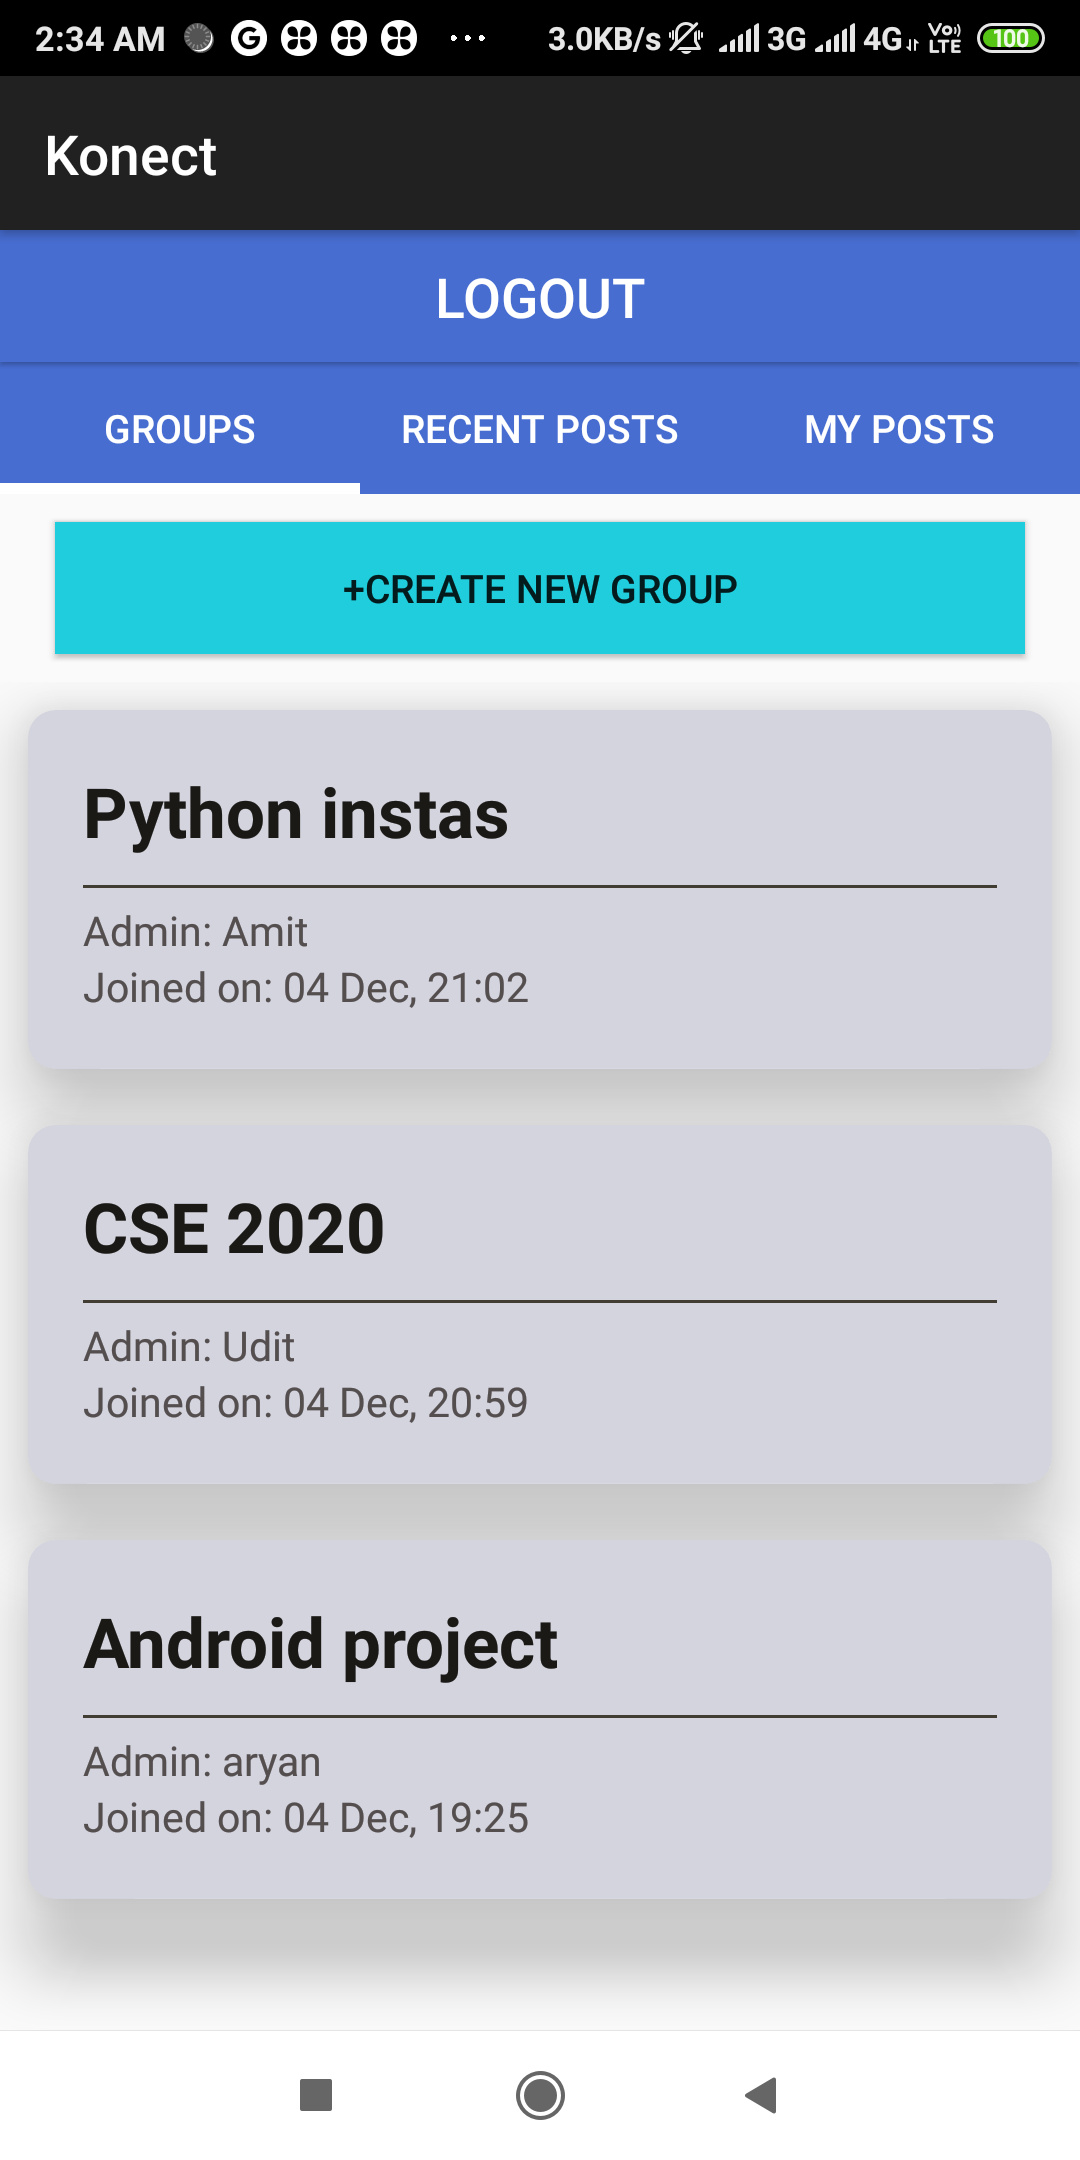 2:34 AM G ... 3.0KB/s 3G 4G Vo) LTE 100
Konect
LOGOUT
GROUPS RECENT POSTS MY POSTS
+CREATE NEW GROUP
Python instas
Admin: Amit
Joined on: 04 Dec, 21:02
CSE 2020
Admin: Udit
Joined on: 04 Dec, 20:59
Android project
Admin: aryan
Joined on: 04 Dec, 19:25